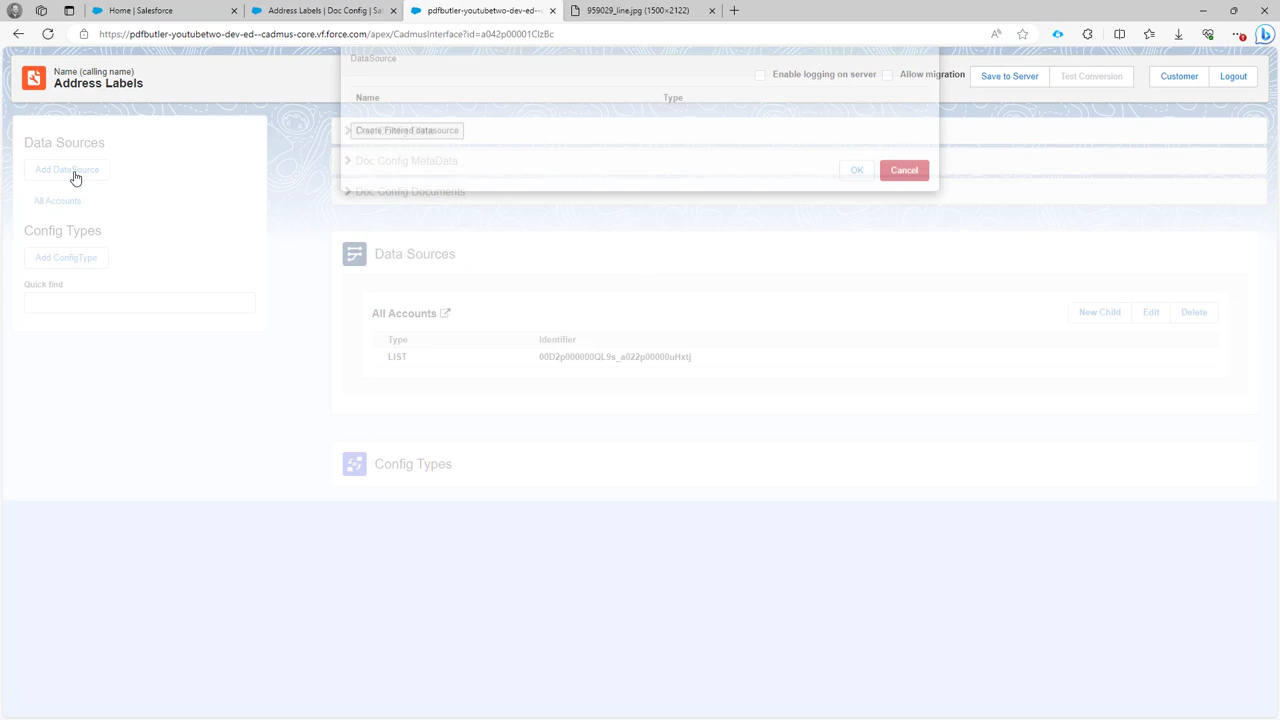 Home | Salesforce
Address Labels | Doc Config | Sal
pdfbutler-youtubetwo-dev-ed--c
959029_line.jpg (1500×2122)
https://pdfbutler-youtubetwo-dev-ed--cadmus-core.vf.force.com/apex/CadmusInterface?id=a042p00001ClzBc
Name (calling name)
Address Labels
DataSource
Enable logging on server
Allow migration
Save to Server
Test Conversion
Customer
Logout
Name
Type
Create Filtered datasource
Data Sources
Add DataSource
All Accounts
Doc Config MetaData
OK
Cancel
Doc Config Documents
Config Types
Add ConfigType
Quick find
Data Sources
All Accounts
New Child
Edit
Delete
Type
Identifier
LIST
00D2p000000QL9s_a022p00000uHxtj
Config Types